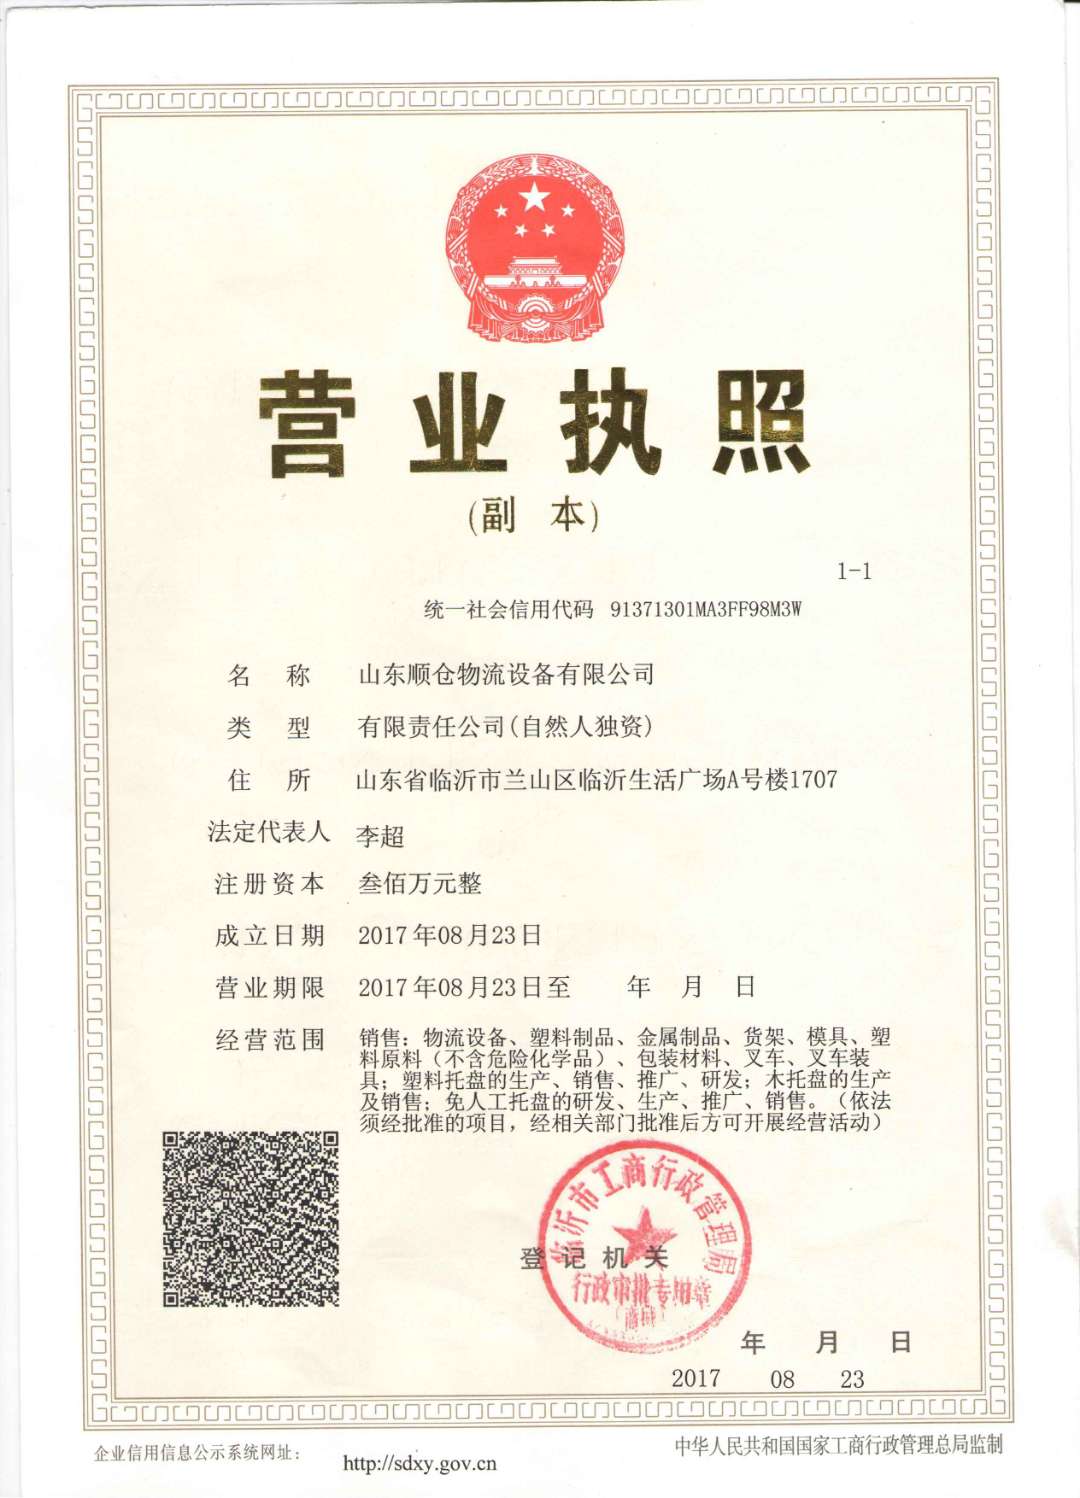 营业执照
(副 本)
1-1
统一社会信用代码 91371301MA3FF98M3W
名 称 山东顺仓物流设备有限公司
类 型 有限责任公司(自然人独资)
住 所 山东省临沂市兰山区临沂生活广场A号楼1707
法定代表人 李超
注册资本 叁佰万元整
成立日期 2017年08月23日
营业期限 2017年08月23日至 年 月 日
经营范围 销售：物流设备、塑料制品、金属制品、货架、模具、塑
料原料（不含危险化学品）、包装材料、叉车、叉车装
具；塑料托盘的生产、销售、推广、研发；木托盘的生产
及销售；免人工托盘的研发、生产、推广、销售。（依法
须经批准的项目，经相关部门批准后方可开展经营活动）
临沂市工商行政管理局
登记机关
行政审批专用章
年 月 日
2017 08 23
企业信用信息公示系统网址：
http://sdxy.gov.cn
中华人民共和国国家工商行政管理总局监制